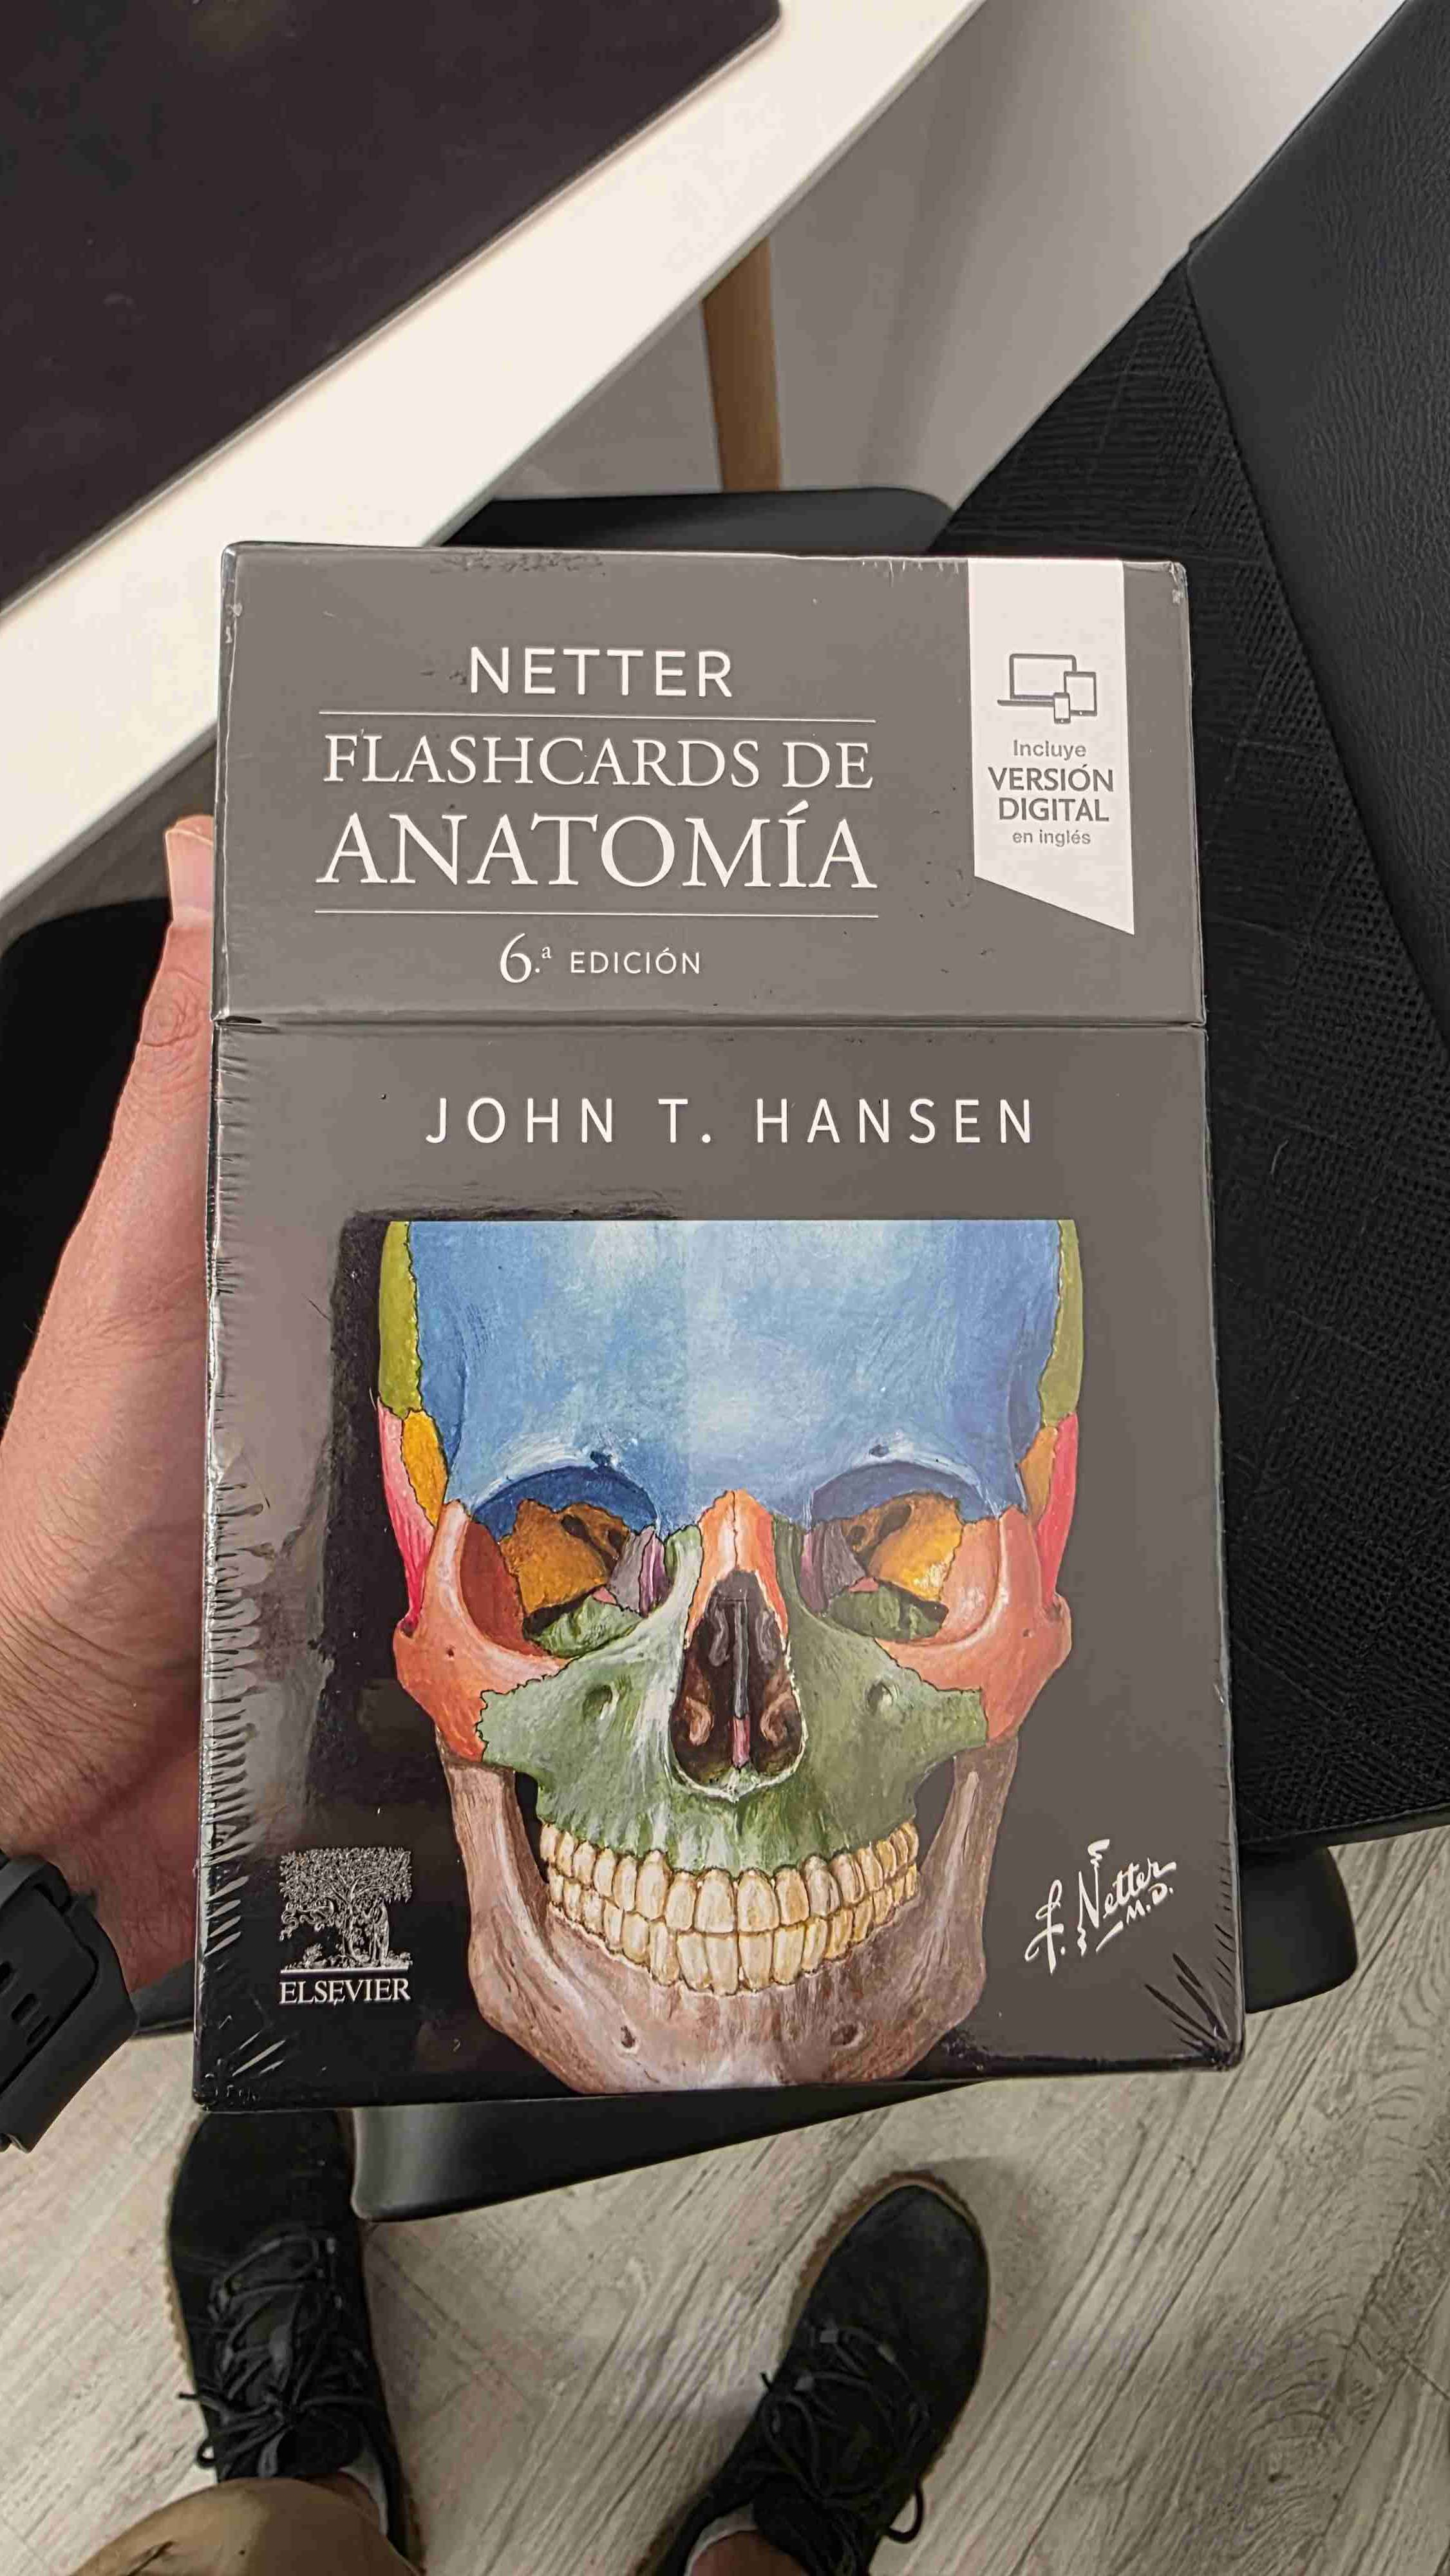 NETTER
FLASHCARDS DE
ANATOMÍA
6.ª EDICIÓN
Incluye
VERSIÓN
DIGITAL
en inglés
JOHN T. HANSEN
ELSEVIER
F. Netter
M.D.